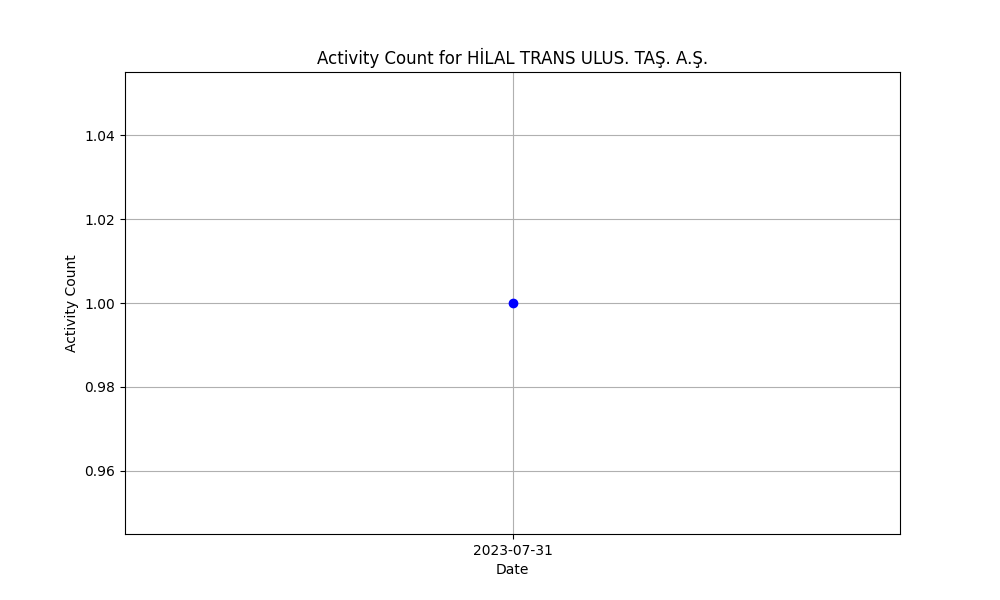 Activity Count for HİLAL TRANS ULUS. TAŞ. A.Ş.
1.04
1.02
1.00
0.98
0.96
Activity Count
2023-07-31
Date